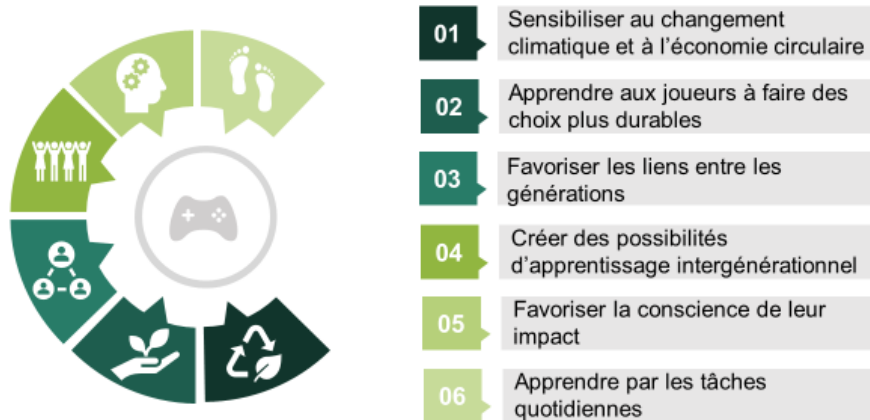 01
Sensibiliser au changement
climatique et à l'économie circulaire
02
Apprendre aux joueurs à faire des
choix plus durables
03
Favoriser les liens entre les
générations
04
Créer des possibilités
d'apprentissage intergénérationnel
05
Favoriser la conscience de leur
impact
06
Apprendre par les tâches
quotidiennes